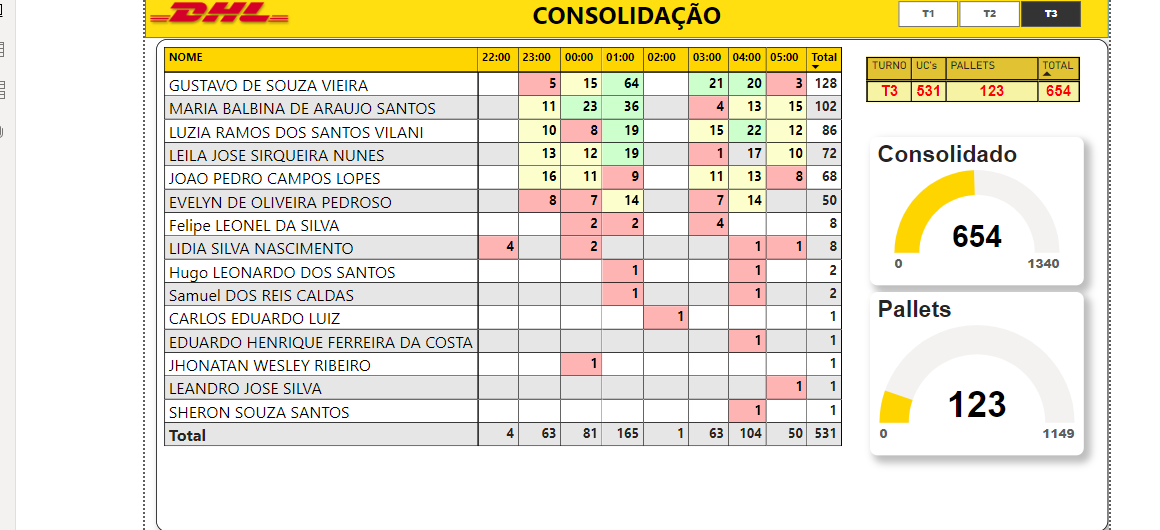 DHL
CONSOLIDAÇÃO
T1 T2 T3
NOME 22:00 23:00 00:00 01:00 02:00 03:00 04:00 05:00 Total
GUSTAVO DE SOUZA VIEIRA 5 15 64 21 20 3 128
MARIA BALBINA DE ARAUJO SANTOS 11 23 36 4 13 15 102
LUZIA RAMOS DOS SANTOS VILANI 10 8 19 15 22 12 86
LEILA JOSE SIRQUEIRA NUNES 13 12 19 1 17 10 72
JOAO PEDRO CAMPOS LOPES 16 11 9 11 13 8 68
EVELYN DE OLIVEIRA PEDROSO 8 7 14 7 14 50
Felipe LEONEL DA SILVA 2 2 4 8
LIDIA SILVA NASCIMENTO 4 2 1 1 8
Hugo LEONARDO DOS SANTOS 1 1 2
Samuel DOS REIS CALDAS 1 1 2
CARLOS EDUARDO LUIZ 1 1
EDUARDO HENRIQUE FERREIRA DA COSTA 1 1
JHONATAN WESLEY RIBEIRO 1 1
LEANDRO JOSE SILVA 1 1
SHERON SOUZA SANTOS 1 1
Total 4 63 81 165 1 63 104 50 531
TURNO UC's PALLETS TOTAL
T3 531 123 654
Consolidado
654
0 1340
Pallets
123
0 1149